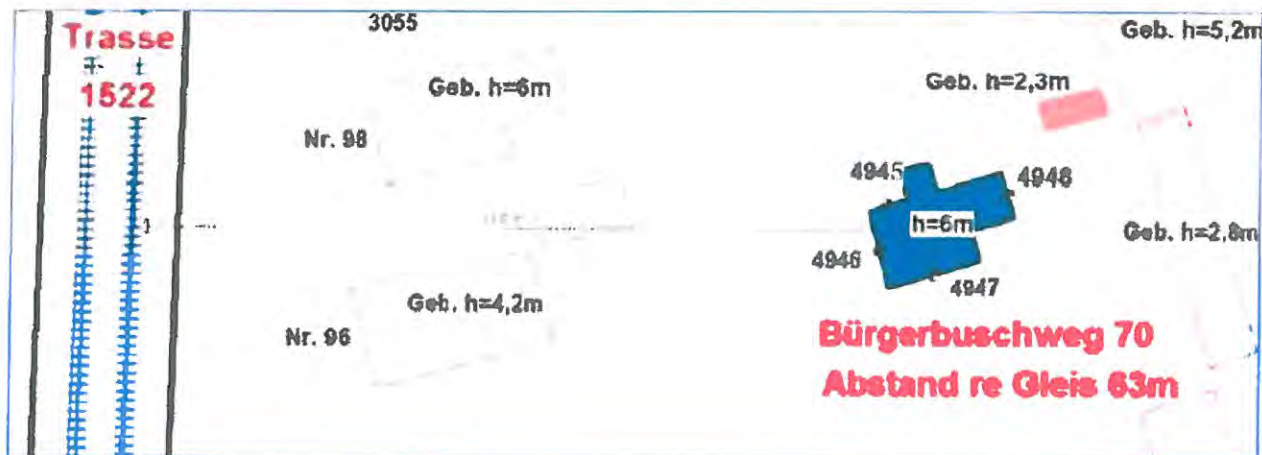 Trasse
1522
3055
Geb. h=6m
Nr. 98
Geb. h=5,2m
Geb. h=2,3m
4945
4948
h=6m
Geb. h=2,8m
4946
4947
Geb. h=4,2m
Nr. 96
Bürgerbuschweg 70
Abstand re Gleis 63m